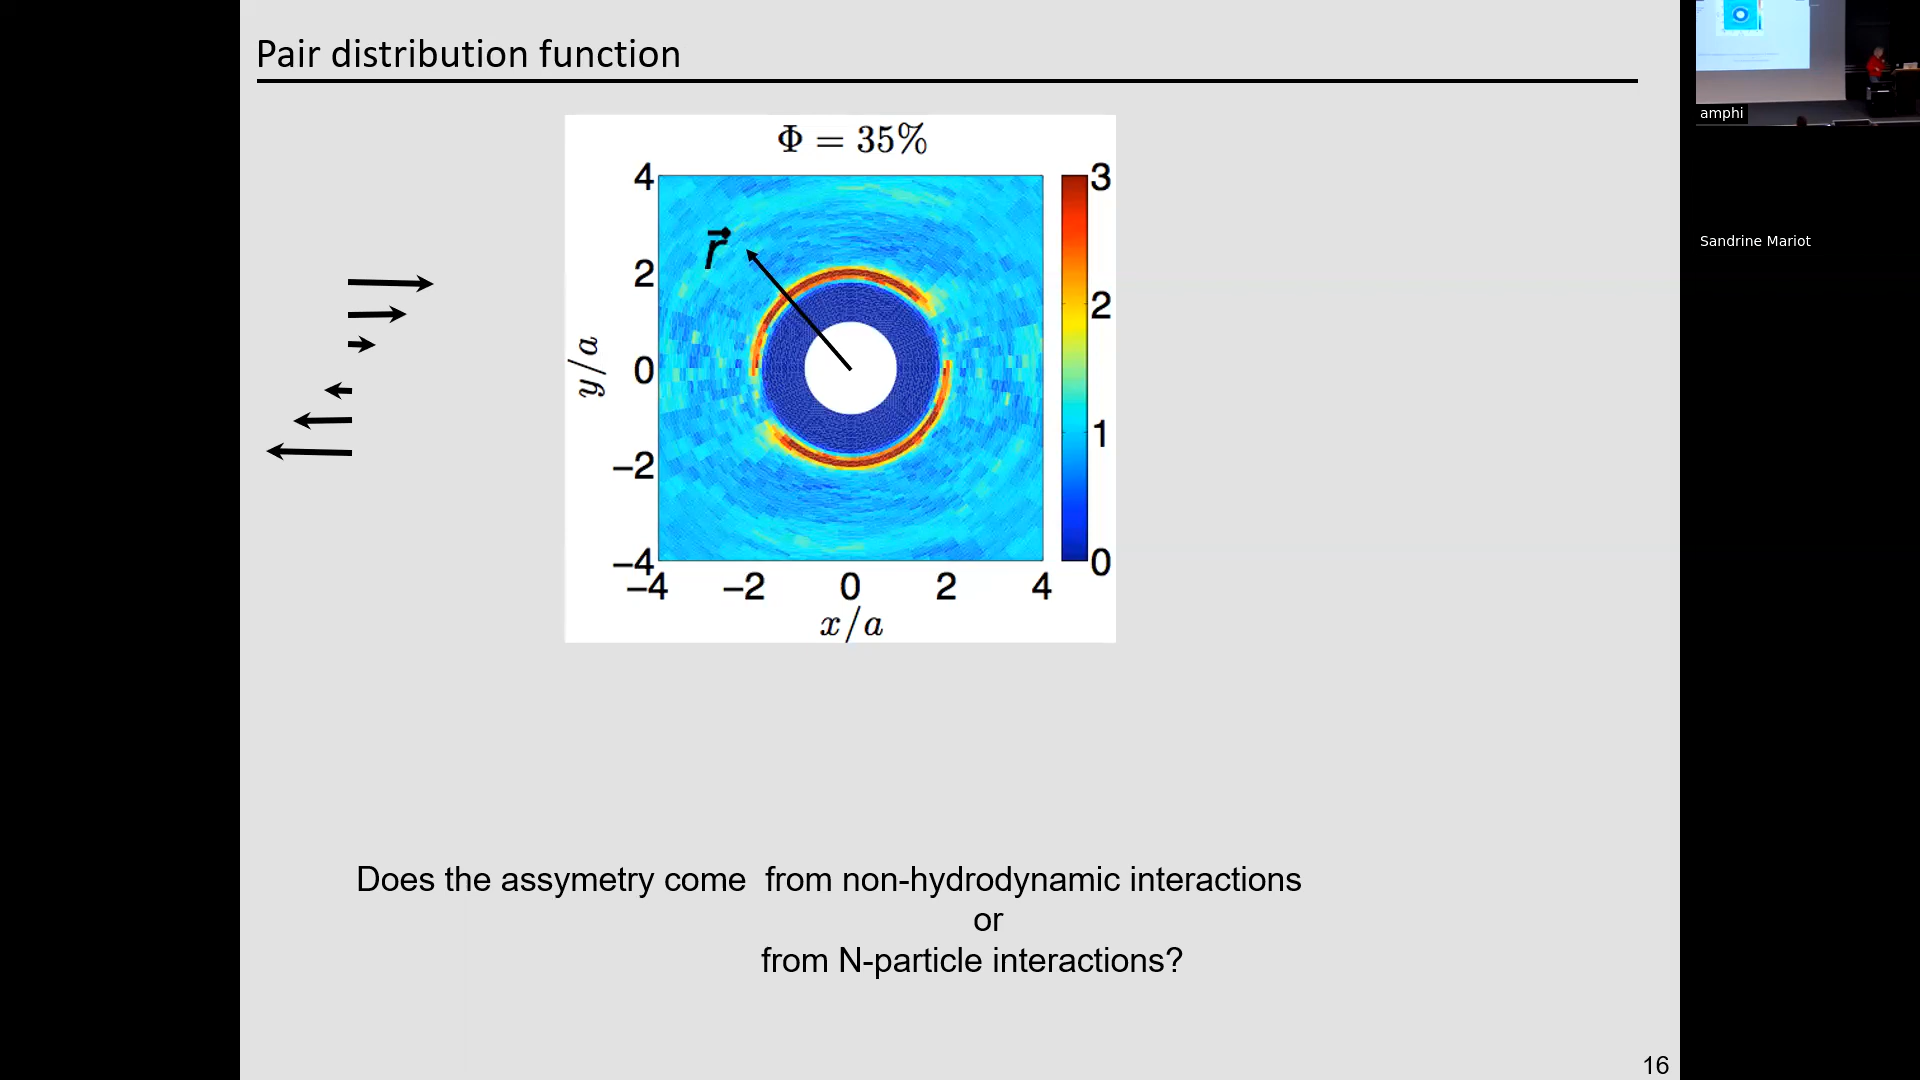 Pair distribution function
Φ = 35%
4
2
0
−2
−4
y/a
r⃗
−4 −2 0 2 4
x/a
3
2
1
0
Does the assymetry come  from non-hydrodynamic interactions
or
from N-particle interactions?
16
amphi
Sandrine Mariot